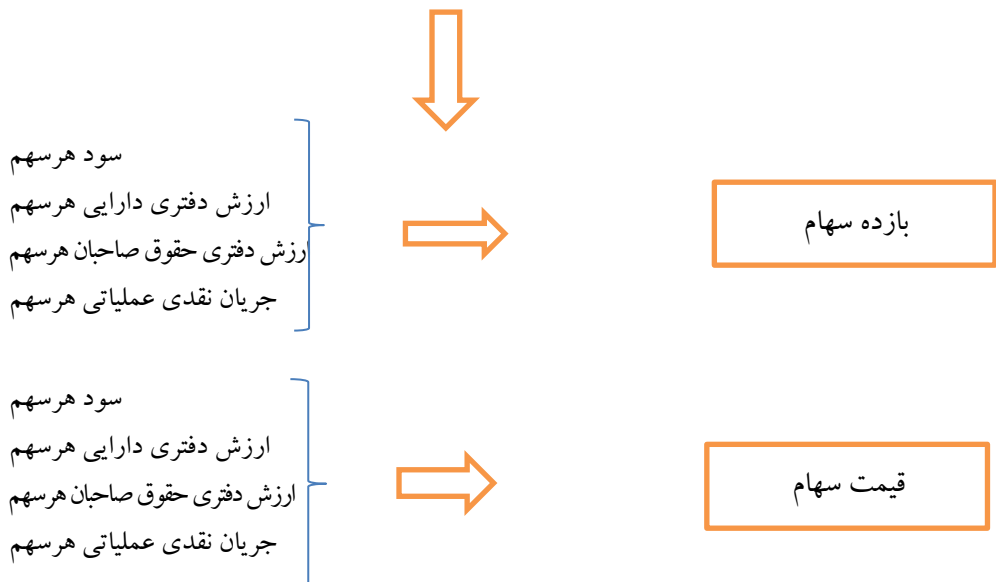 سود هرسهم
ارزش دفتری دارایی هرسهم
رزش دفتری حقوق صاحبان هرسهم
جریان نقدی عملیاتی هرسهم
بازده سهام
سود هرسهم
ارزش دفتری دارایی هرسهم
ارزش دفتری حقوق صاحبان هرسهم
جریان نقدی عملیاتی هرسهم
قیمت سهام